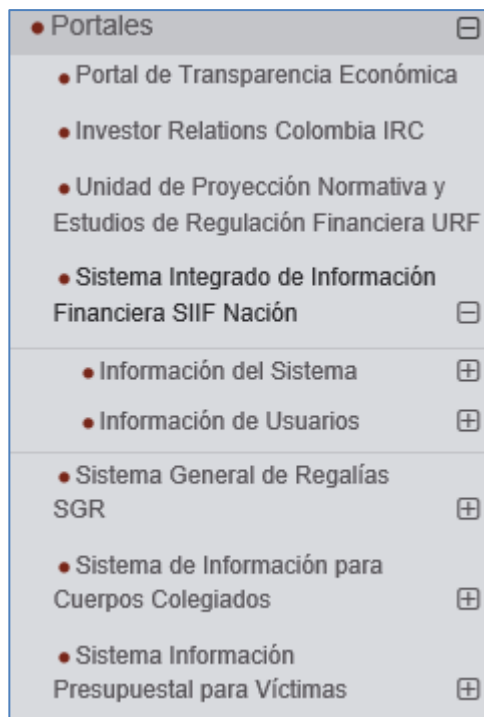 Portales
Portal de Transparencia Económica
Investor Relations Colombia IRC
Unidad de Proyección Normativa y
Estudios de Regulación Financiera URF
Sistema Integrado de Información
Financiera SIIF Nación
Información del Sistema
Información de Usuarios
Sistema General de Regalías
SGR
Sistema de Información para
Cuerpos Colegiados
Sistema Información
Presupuestal para Víctimas